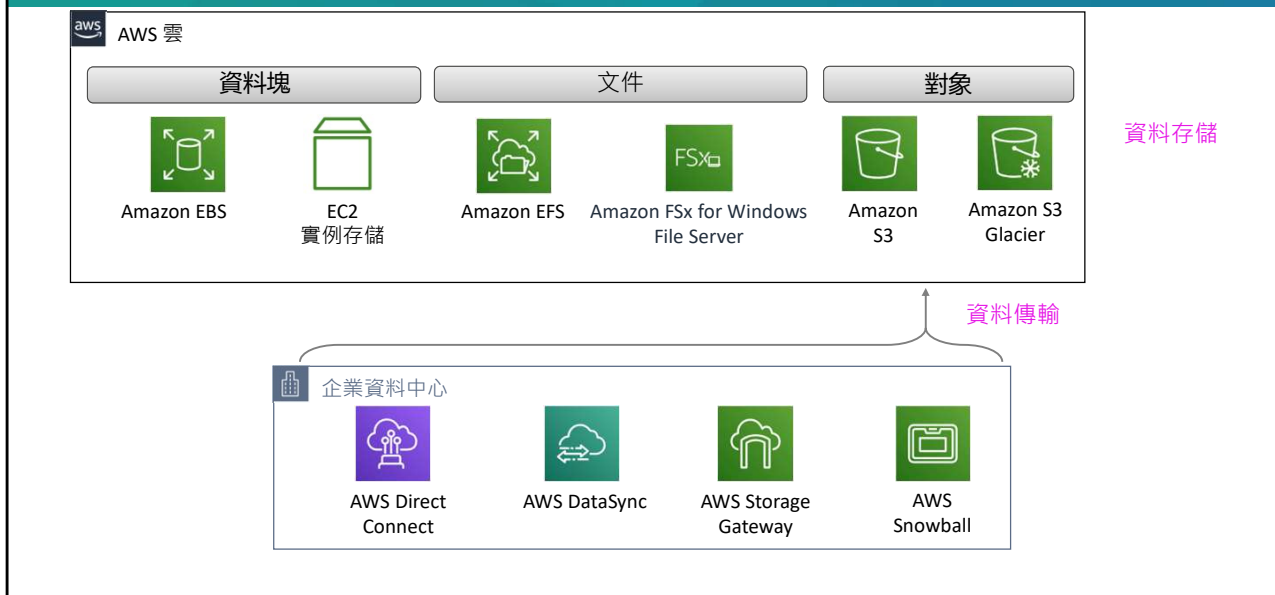 aws
AWS 雲
資料塊
文件
對象
資料存儲
FSx
Amazon EBS
EC2
實例存儲
Amazon EFS
Amazon FSx for Windows
File Server
Amazon
S3
Amazon S3
Glacier
資料傳輸
企業資料中心
AWS Direct
Connect
AWS DataSync
AWS Storage
Gateway
AWS
Snowball